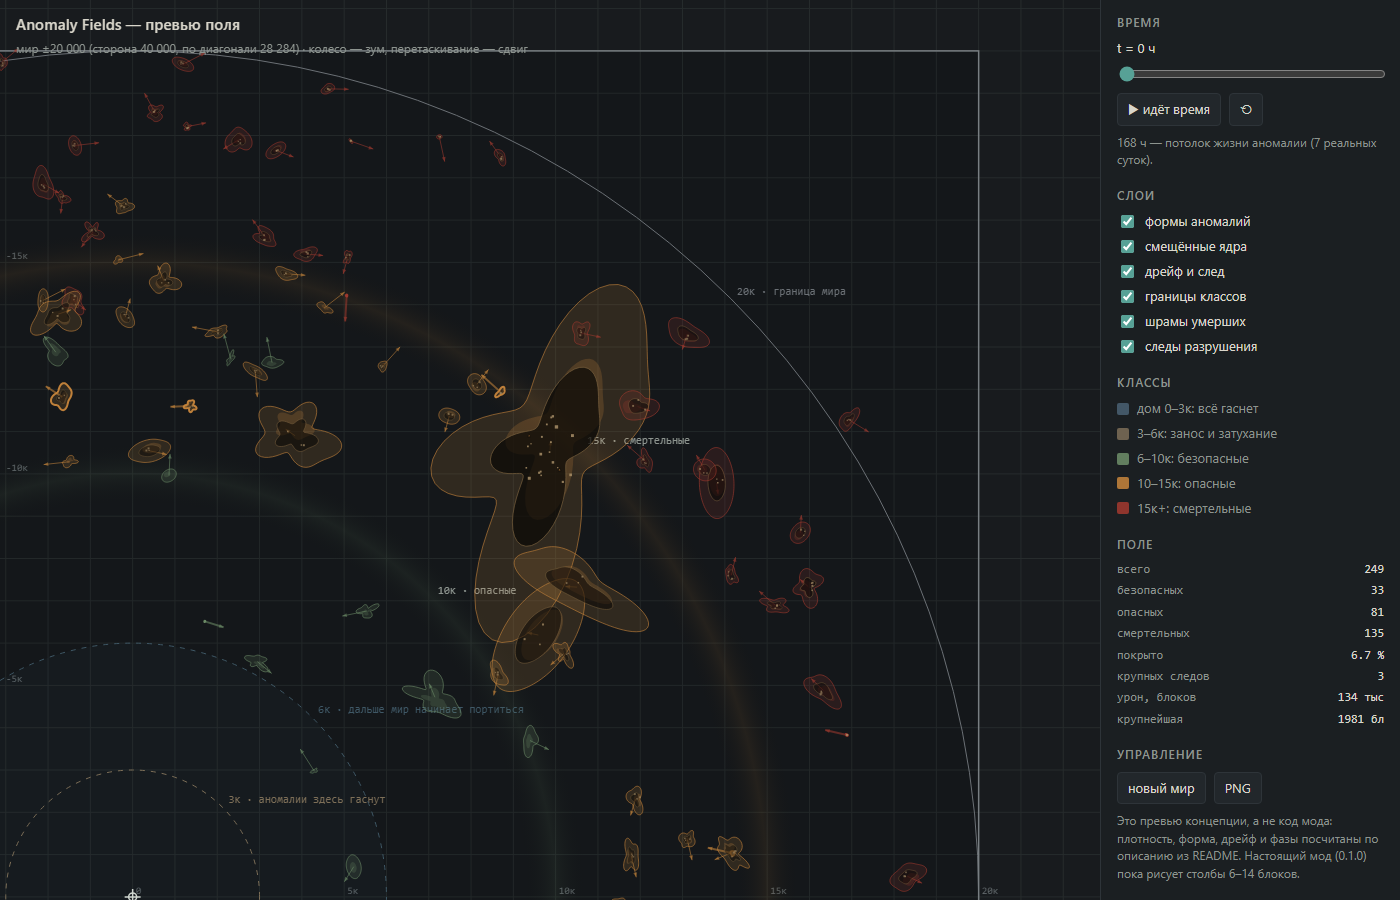 Anomaly Fields — превью поля
мир ±20 000 (сторона 40 000, по диагонали 28 284) · колесо — зум, перетаскивание — сдвиг
-15к
20к · граница мира
15к · смертельные
-10к
10к · опасные
-5к
6к · дальше мир начинает портиться
3к · аномалии здесь гаснут
0
5к
10к
15к
20к
ВРЕМЯ
t = 0 ч
▶ идёт время
⟲
168 ч — потолок жизни аномалии (7 реальных
суток).
СЛОИ
формы аномалий
смещённые ядра
дрейф и след
границы классов
шрамы умерших
следы разрушения
КЛАССЫ
дом 0–3к: всё гаснет
3–6к: занос и затухание
6–10к: безопасные
10–15к: опасные
15к+: смертельные
ПОЛЕ
всего 249
безопасных 33
опасных 81
смертельных 135
покрыто 6.7 %
крупных следов 3
урон, блоков 134 тыс
крупнейшая 1981 бл
УПРАВЛЕНИЕ
новый мир
PNG
Это превью концепции, а не код мода:
плотность, форма, дрейф и фазы посчитаны по
описанию из README. Настоящий мод (0.1.0)
пока рисует столбы 6–14 блоков.